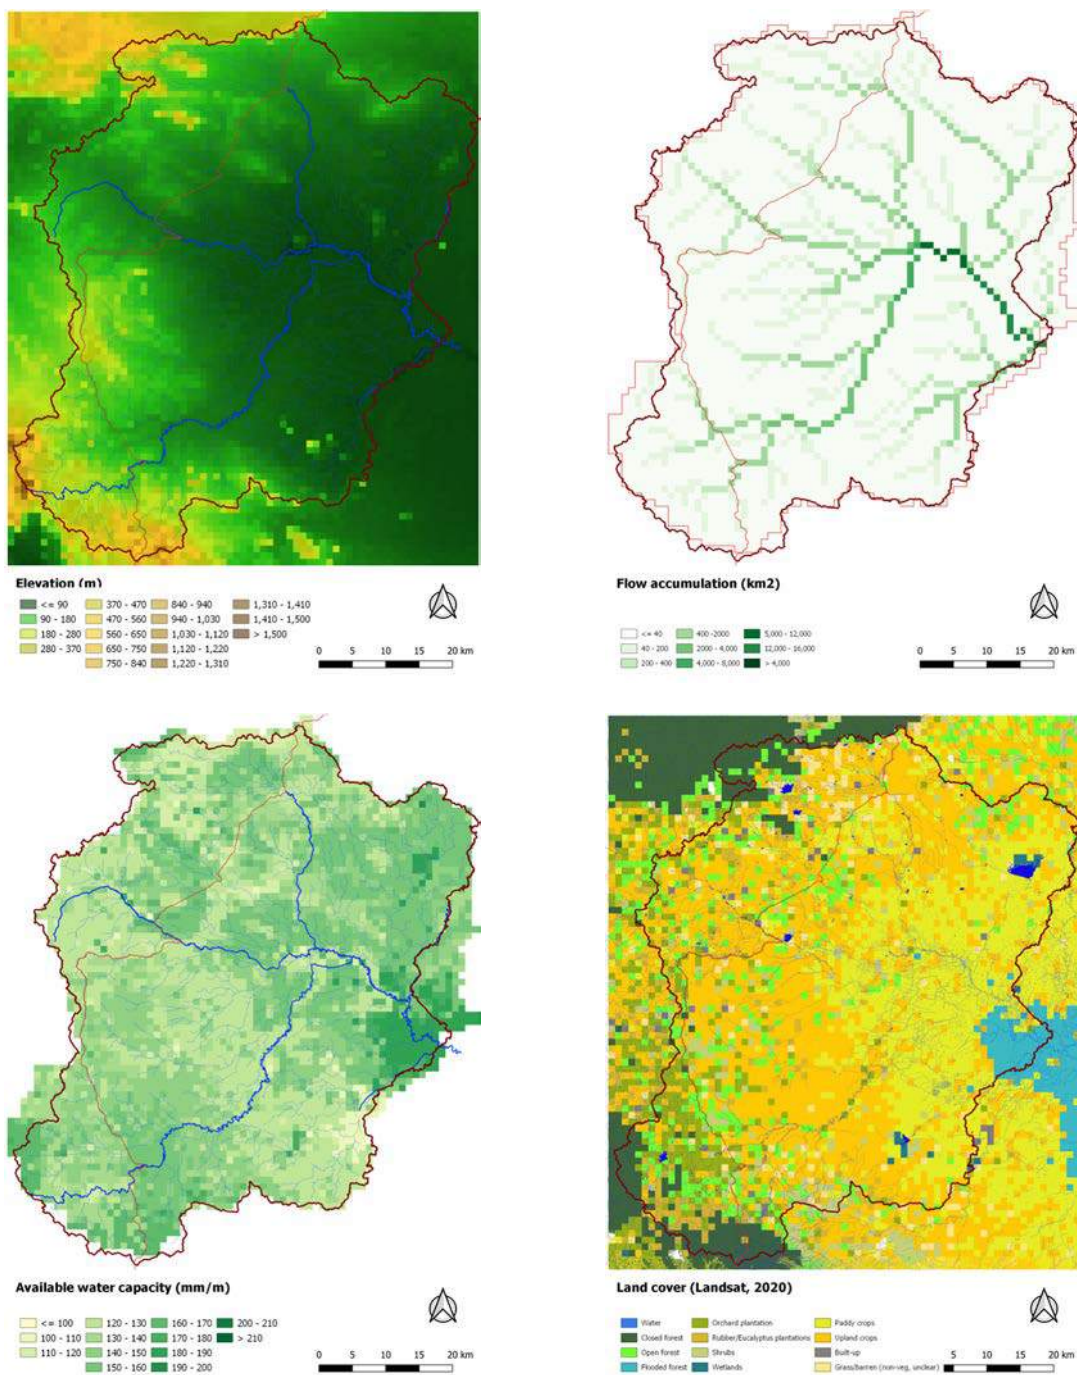 Elevation (m)
<= 90
370 - 470
840 - 940
1,310 - 1,410
90 - 180
470 - 560
940 - 1,030
1,410 - 1,500
180 - 280
560 - 650
1,030 - 1,120
> 1,500
280 - 370
650 - 750
1,120 - 1,220
750 - 840
1,220 - 1,310
0 5 10 15 20 km
Flow accumulation (km2)
<= 40
400 -2000
5,000 - 12,000
40 - 200
2000 - 4,000
12,000 - 16,000
200 - 400
4,000 - 8,000
> 4,000
0 5 10 15 20 km
Available water capacity (mm/m)
<= 100
120 - 130
160 - 170
200 - 210
100 - 110
130 - 140
170 - 180
> 210
110 - 120
140 - 150
180 - 190
150 - 160
190 - 200
0 5 10 15 20 km
Land cover (Landsat, 2020)
Water
Orchard plantation
Paddy crops
Closed forest
Rubber/Eucalyptus plantations
Upland crops
Open forest
Shrubs
Built-up
Flooded forest
Wetlands
Grass/barren (non-veg, unclear)
5 0 5 10 15 20 km